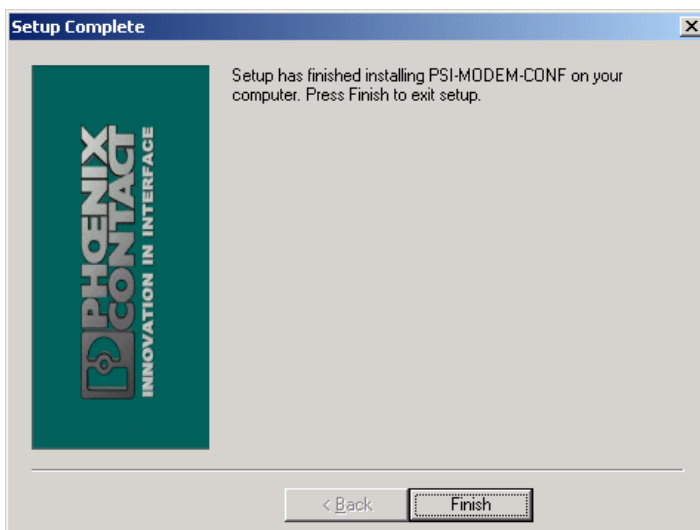 Setup Complete
PHŒNIX
CONTACT
INNOVATION IN INTERFACE
Setup has finished installing PSI-MODEM-CONF on your
computer. Press Finish to exit setup.
< Back
Finish